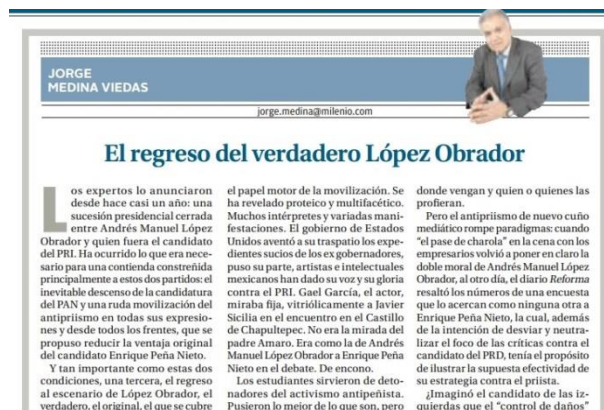 JORGE
MEDINA VIEDAS
jorge.medina@milenio.com
El regreso del verdadero López Obrador
Los expertos lo anunciaron
desde hace casi un año: una
sucesión presidencial cerrada
entre Andrés Manuel López
Obrador y quien fuera el candidato
del PRI. Ha ocurrido lo que era nece-
sario para una contienda constreñida
principalmente a estos dos partidos: el
inevitable descenso de la candidatura
del PAN y una ruda movilización del
antipriismo en todas sus expresio-
nes y desde todos los frentes, que se
propuso reducir la ventaja original
del candidato Enrique Peña Nieto.
Y tan importante como estas dos
condiciones, una tercera, el regreso
al escenario de López Obrador, el
verdadero, el original, el que se cubre
el papel motor de la movilización. Se
ha revelado proteico y multifacético.
Muchos intérpretes y variadas mani-
festaciones. El gobierno de Estados
Unidos aventó a su traspatio los expe-
dientes sucios de los ex gobernadores,
puso su parte, artistas e intelectuales
mexicanos han dado su voz y su gloria
contra el PRI. Gael García, el actor,
miraba fija, vitriólicamente a Javier
Sicilia en el encuentro en el Castillo
de Chapultepec. No era la mirada del
padre Amaro. Era como la de Andrés
Manuel López Obrador a Enrique Peña
Nieto en el debate. De encono.
Los estudiantes sirvieron de deto-
nadores del activismo antipeñista.
Pusieron lo mejor de lo que son, pero
donde vengan y quien o quienes las
profieran.
Pero el antipriismo de nuevo cuño
mediático rompe paradigmas: cuando
"el pase de charola" en la cena con los
empresarios volvió a poner en claro la
doble moral de Andrés Manuel López
Obrador, al otro día, el diario Reforma
resaltó los números de una encuesta
que lo acercan como ninguna otra a
Enrique Peña Nieto, la cual, además
de la intención de desviar y neutra-
lizar el foco de las críticas contra el
candidato del PRD, tenía el propósito
de ilustrar la supuesta efectividad de
su estrategia contra el priista.
¿Imaginó el candidato de las iz-
quierdas que el "control de daños"